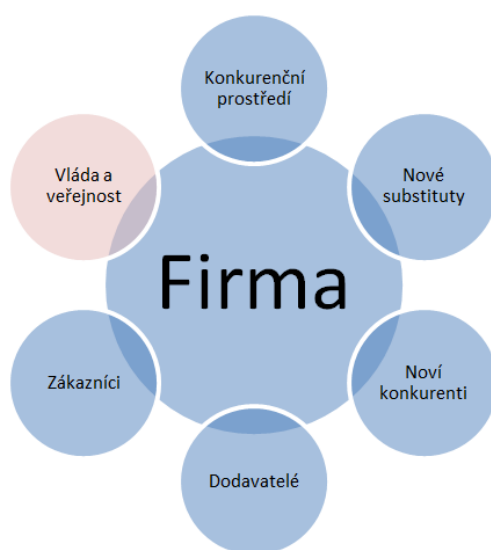 Konkurenční
prostředí
Vláda a
veřejnost
Nové
substituty
Firma
Zákazníci
Noví
konkurenti
Dodavatelé